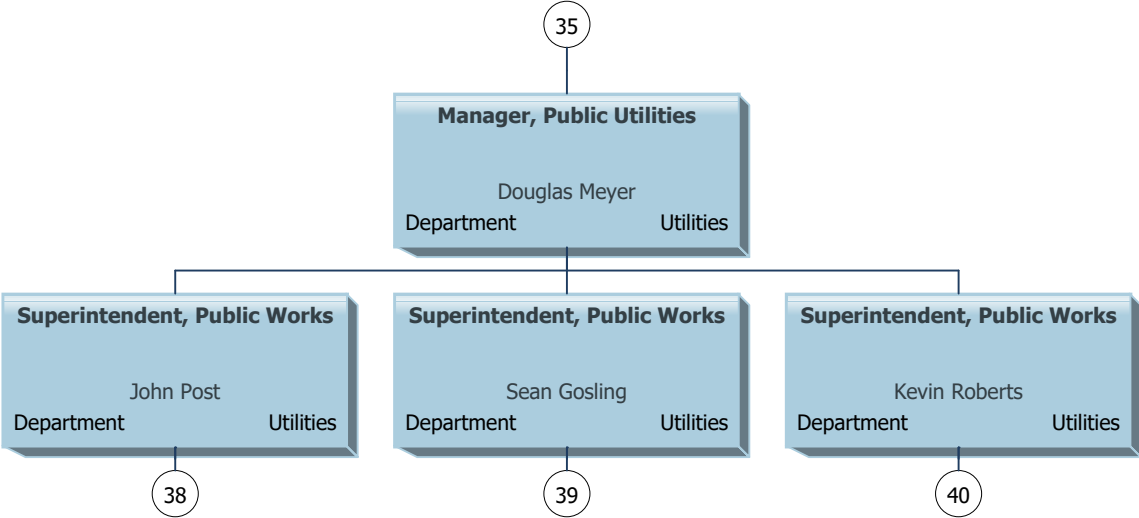 35
Manager, Public Utilities
Douglas Meyer
Department Utilities
Superintendent, Public Works
John Post
Department Utilities
Superintendent, Public Works
Sean Gosling
Department Utilities
Superintendent, Public Works
Kevin Roberts
Department Utilities
38
39
40